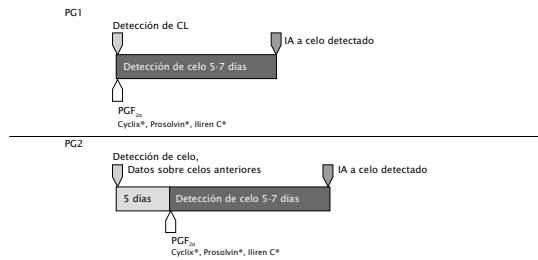 PG1
Detección de CL
IA a celo detectado
Detección de celo 5-7 días
PGF2α
Cyclix®, Prosolvin®, Iliren C®
PG2
Detección de celo,
Datos sobre celos anteriores
IA a celo detectado
5 días
Detección de celo 5-7 días
PGF2α
Cyclix®, Prosolvin®, Iliren C®